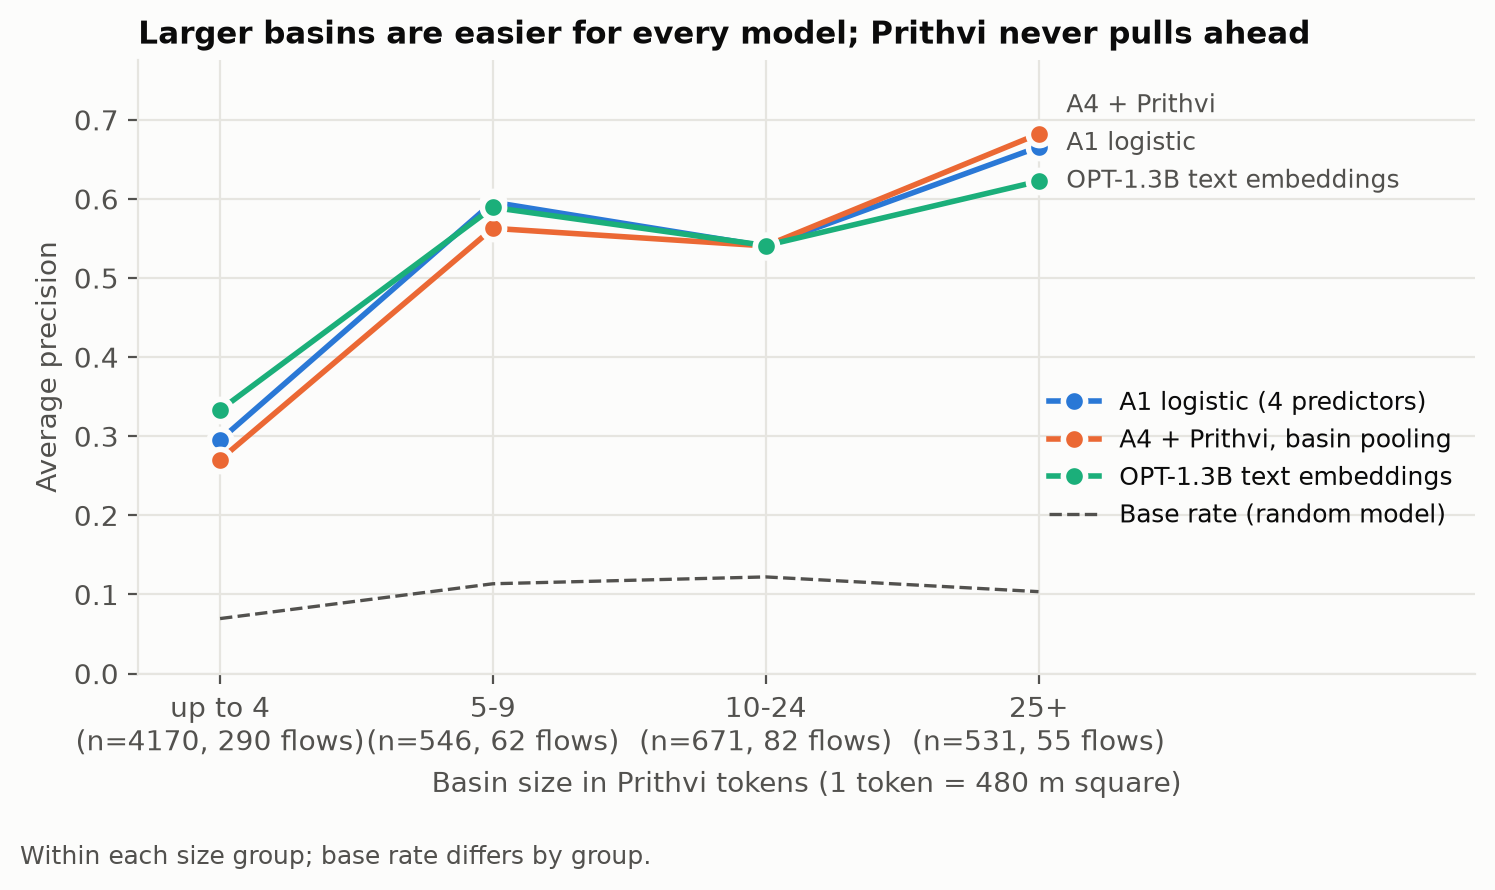 Larger basins are easier for every model; Prithvi never pulls ahead
A4 + Prithvi
A1 logistic
OPT-1.3B text embeddings
Average precision
0.7
0.6
0.5
0.4
0.3
0.2
0.1
0.0
A1 logistic (4 predictors)
A4 + Prithvi, basin pooling
OPT-1.3B text embeddings
Base rate (random model)
up to 4
(n=4170, 290 flows)
5-9
(n=546, 62 flows)
10-24
(n=671, 82 flows)
25+
(n=531, 55 flows)
Basin size in Prithvi tokens (1 token = 480 m square)
Within each size group; base rate differs by group.